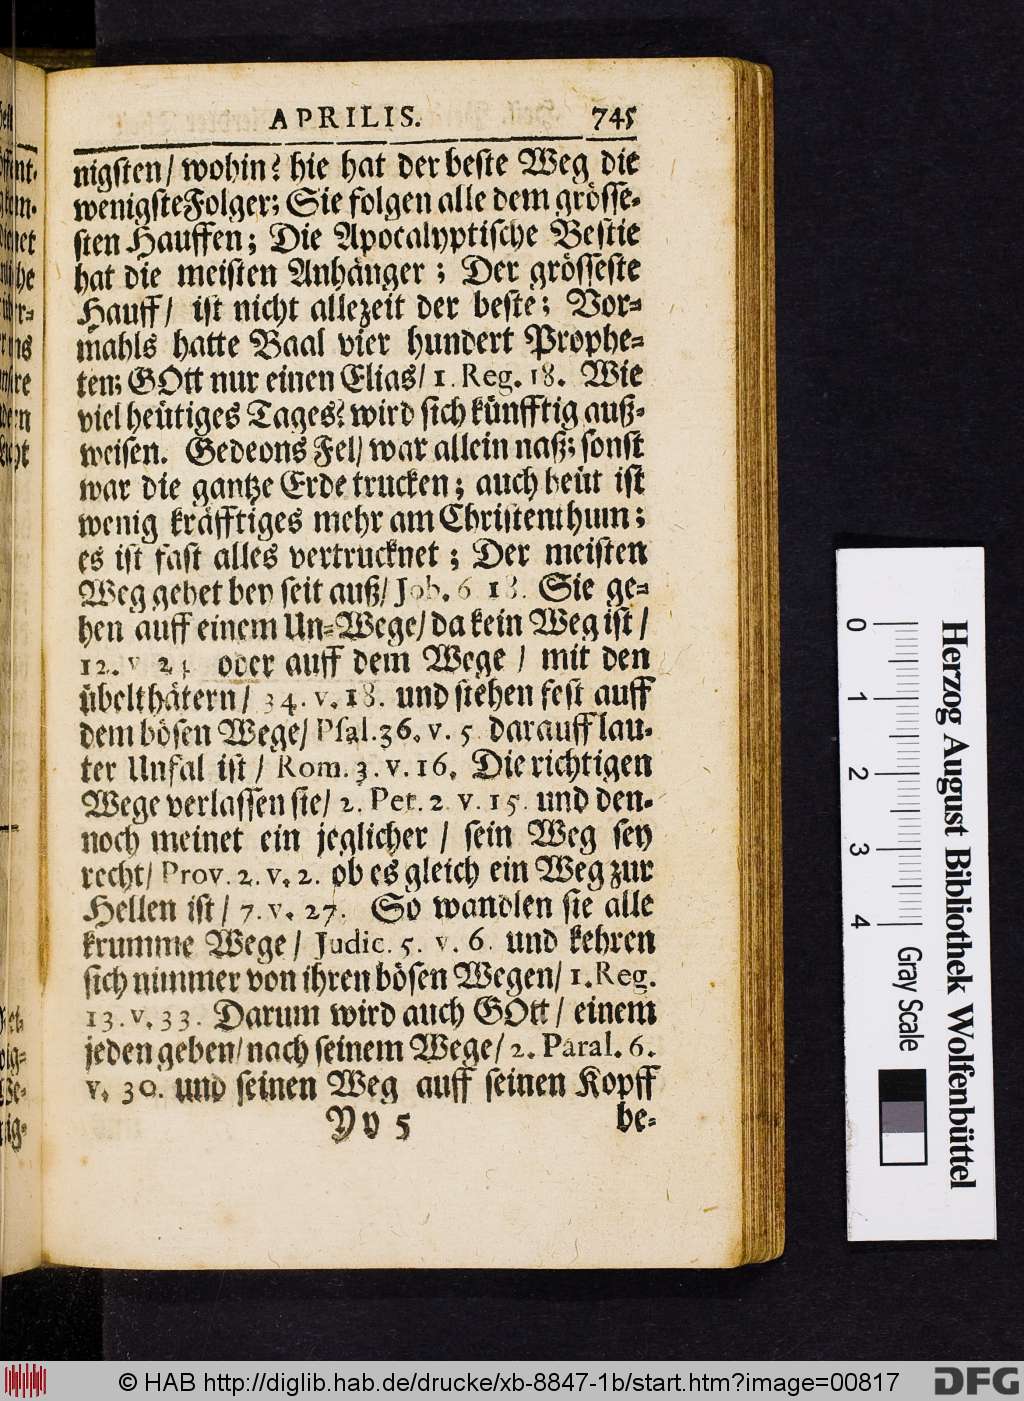 APRILIS. 745
nigsten/ wohin? hie hat der beste Weg die
wenigste Folger; Sie folgen alle dem grösse-
sten Hauffen; Die Apocalyptische Bestie
hat die meisten Anhänger; Der grösseste
Hauff/ ist nicht allezeit der beste; Vor-
mahls hatte Baal vier hundert Prophe-
ten; GOtt nur einen Elias/ 1. Reg. 18. Wie
viel heütiges Tages? wird sich künfftig auß-
weisen. Gedeons Fel/ war allein naß; sonst
war die gantze Erde trucken; auch heüt ist
wenig kräfftiges mehr am Christenthum;
es ist fast alles vertrucknet; Der meisten
Weg gehet bey seit auß/ Job. 6 18. Sie ge-
hen auff einem Un-Wege/ da kein Weg ist/
12. v 24 oder auff dem Wege / mit den
übelthätern/ 34. v. 18. und stehen fest auff
dem bösen Wege/ Psal. 36. v. 5 darauff lau-
ter Unfal ist / Rom. 3. v. 16. Die richtigen
Wege verlassen sie/ 2. Pet. 2 v. 15. und den-
noch meinet ein jeglicher / sein Weg sey
recht/ Prov. 2. v. 2. ob es gleich ein Weg zur
Hellen ist/ 7. v. 27. So wandlen sie alle
krumme Wege/ Judic. 5. v. 6. und kehren
sich nimmer von ihren bösen Wegen/ 1. Reg.
13. v. 33. Darum wird auch GOtt / einem
jeden geben/ nach seinem Wege/ 2. Paral. 6.
v. 30. und seinen Weg auff seinen Kopff
Yy 5 be-
0 1 2 3 4
Gray Scale
Herzog August Bibliothek Wolfenbüttel
© HAB http://diglib.hab.de/drucke/xb-8847-1b/start.htm?image=00817
DFG